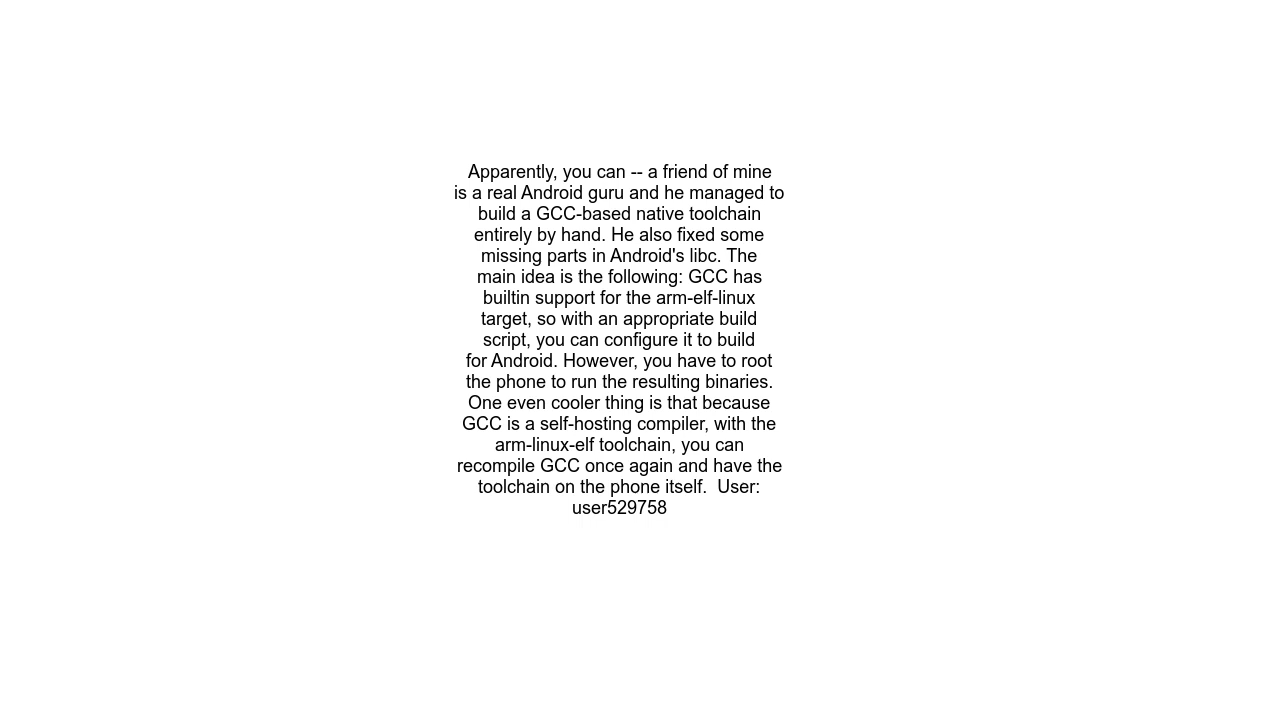 Apparently, you can -- a friend of mine
is a real Android guru and he managed to
build a GCC-based native toolchain
entirely by hand. He also fixed some
missing parts in Android's libc. The
main idea is the following: GCC has
builtin support for the arm-elf-linux
target, so with an appropriate build
script, you can configure it to build
for Android. However, you have to root
the phone to run the resulting binaries.
One even cooler thing is that because
GCC is a self-hosting compiler, with the
arm-linux-elf toolchain, you can
recompile GCC once again and have the
toolchain on the phone itself.  User:
user529758